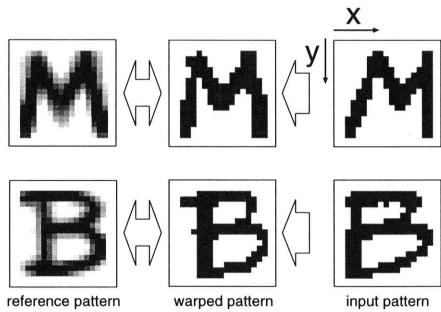 x
y
M M M
B B B
reference pattern warped pattern input pattern